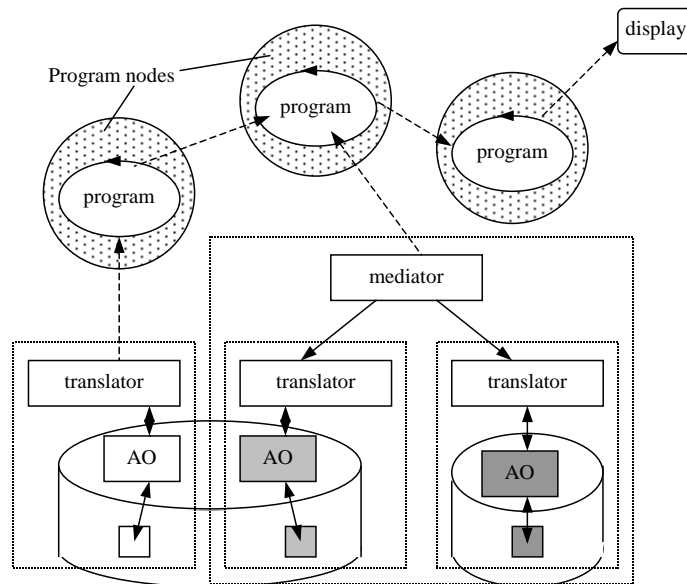 display
Program nodes
program
program
program
mediator
translator
translator
translator
AO
AO
AO